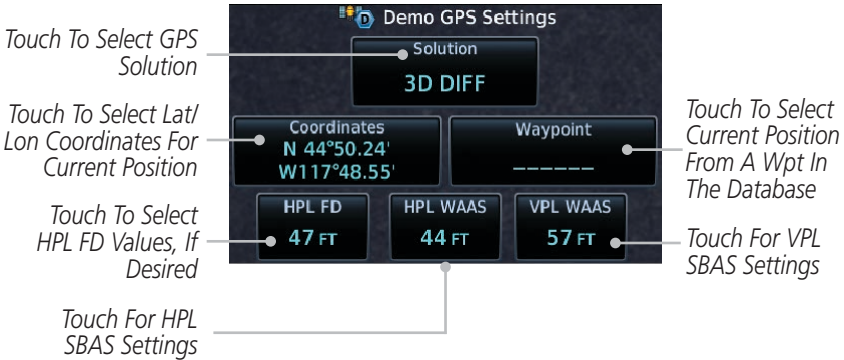 Demo GPS Settings
Touch To Select GPS
Solution
Solution
3D DIFF
Touch To Select Lat/
Lon Coordinates For
Current Position
Coordinates
N 44°50.24'
W117°48.55'
Waypoint
______
Touch To Select
Current Position
From A Wpt In
The Database
Touch To Select
HPL FD Values, If
Desired
HPL FD
47 FT
HPL WAAS
44 FT
VPL WAAS
57 FT
Touch For VPL
SBAS Settings
Touch For HPL
SBAS Settings